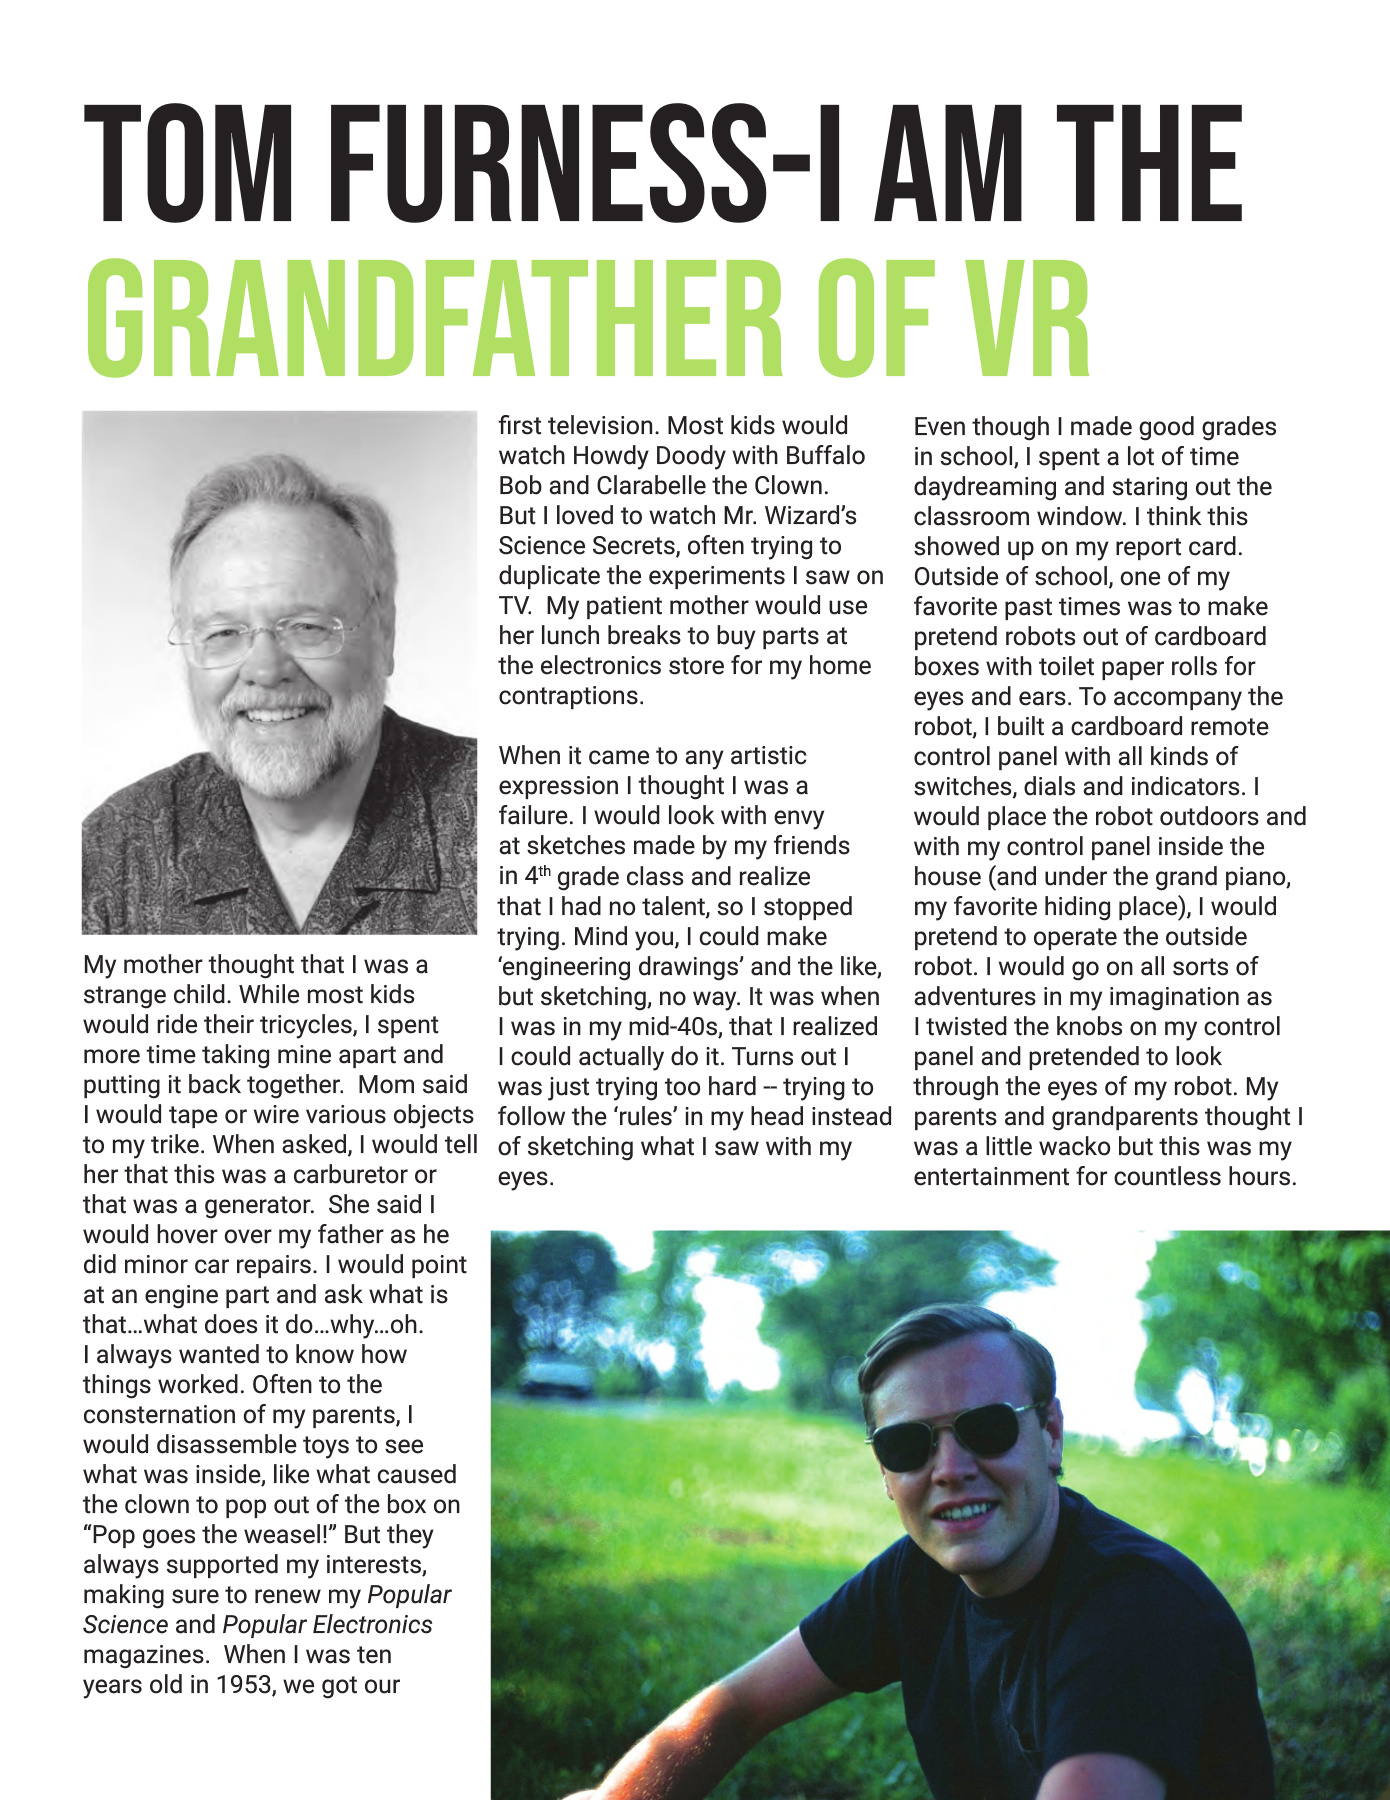 TOM FURNESS-I AM THE
GRANDFATHER OF VR
My mother thought that I was a
strange child. While most kids
would ride their tricycles, I spent
more time taking mine apart and
putting it back together.  Mom said
I would tape or wire various objects
to my trike. When asked, I would tell
her that this was a carburetor or
that was a generator.  She said I
would hover over my father as he
did minor car repairs. I would point
at an engine part and ask what is
that...what does it do...why...oh.
I always wanted to know how
things worked. Often to the
consternation of my parents, I
would disassemble toys to see
what was inside, like what caused
the clown to pop out of the box on
“Pop goes the weasel!” But they
always supported my interests,
making sure to renew my Popular
Science and Popular Electronics
magazines.  When I was ten
years old in 1953, we got our
first television. Most kids would
watch Howdy Doody with Buffalo
Bob and Clarabelle the Clown.
But I loved to watch Mr. Wizard’s
Science Secrets, often trying to
duplicate the experiments I saw on
TV.  My patient mother would use
her lunch breaks to buy parts at
the electronics store for my home
contraptions.
When it came to any artistic
expression I thought I was a
failure. I would look with envy
at sketches made by my friends
in 4th grade class and realize
that I had no talent, so I stopped
trying. Mind you, I could make
‘engineering drawings’ and the like,
but sketching, no way. It was when
I was in my mid-40s, that I realized
I could actually do it. Turns out I
was just trying too hard -- trying to
follow the ‘rules’ in my head instead
of sketching what I saw with my
eyes.
Even though I made good grades
in school, I spent a lot of time
daydreaming and staring out the
classroom window. I think this
showed up on my report card.
Outside of school, one of my
favorite past times was to make
pretend robots out of cardboard
boxes with toilet paper rolls for
eyes and ears. To accompany the
robot, I built a cardboard remote
control panel with all kinds of
switches, dials and indicators. I
would place the robot outdoors and
with my control panel inside the
house (and under the grand piano,
my favorite hiding place), I would
pretend to operate the outside
robot. I would go on all sorts of
adventures in my imagination as
I twisted the knobs on my control
panel and pretended to look
through the eyes of my robot. My
parents and grandparents thought I
was a little wacko but this was my
entertainment for countless hours.